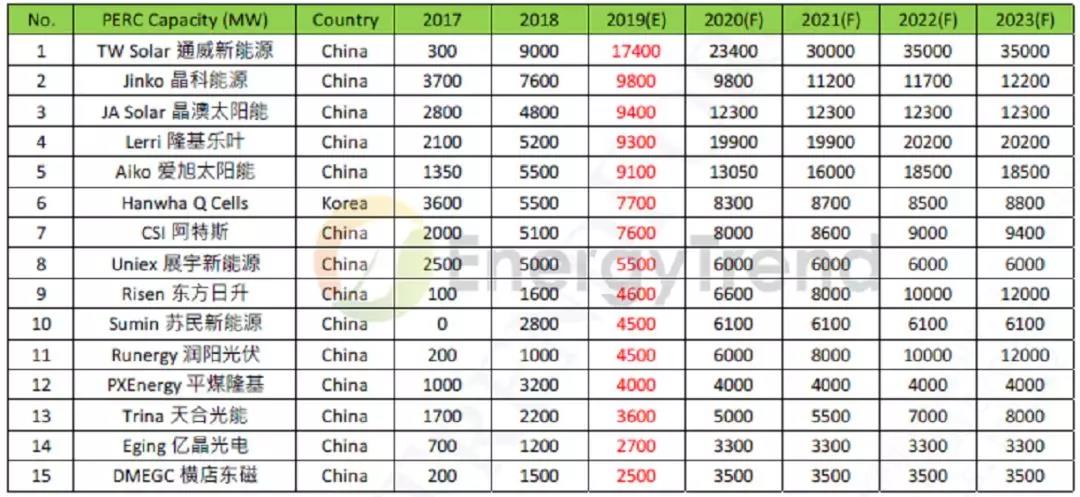 No. PERC Capacity (MW) Country 2017 2018 2019(E) 2020(F) 2021(F) 2022(F) 2023(F)
1 TW Solar 通威新能源 China 300 9000 17400 23400 30000 35000 35000
2 Jinko 晶科能源 China 3700 7600 9800 9800 11200 11700 12200
3 JA Solar 晶澳太阳能 China 2800 4800 9400 12300 12300 12300 12300
4 Lerri 隆基乐叶 China 2100 5200 9300 19900 19900 20200 20200
5 Aiko 爱旭太阳能 China 1350 5500 9100 13050 16000 18500 18500
6 Hanwha Q Cells Korea 3600 5500 7700 8300 8700 8500 8800
7 CSI 阿特斯 China 2000 5100 7600 8000 8600 9000 9400
8 Uniex 展宇新能源 China 2500 5000 5500 6000 6000 6000 6000
9 Risen 东方日升 China 100 1600 4600 6600 8000 10000 12000
10 Sumin 苏民新能源 China 0 2800 4500 6100 6100 6100 6100
11 Runergy 润阳光伏 China 200 1000 4500 6000 8000 10000 12000
12 PXEnergy 平煤隆基 China 1000 3200 4000 4000 4000 4000 4000
13 Trina 天合光能 China 1700 2200 3600 5000 5500 7000 8000
14 Eging 亿晶光电 China 700 1200 2700 3300 3300 3300 3300
15 DMEGC 横店东磁 China 200 1500 2500 3500 3500 3500 3500
EnergyTrend